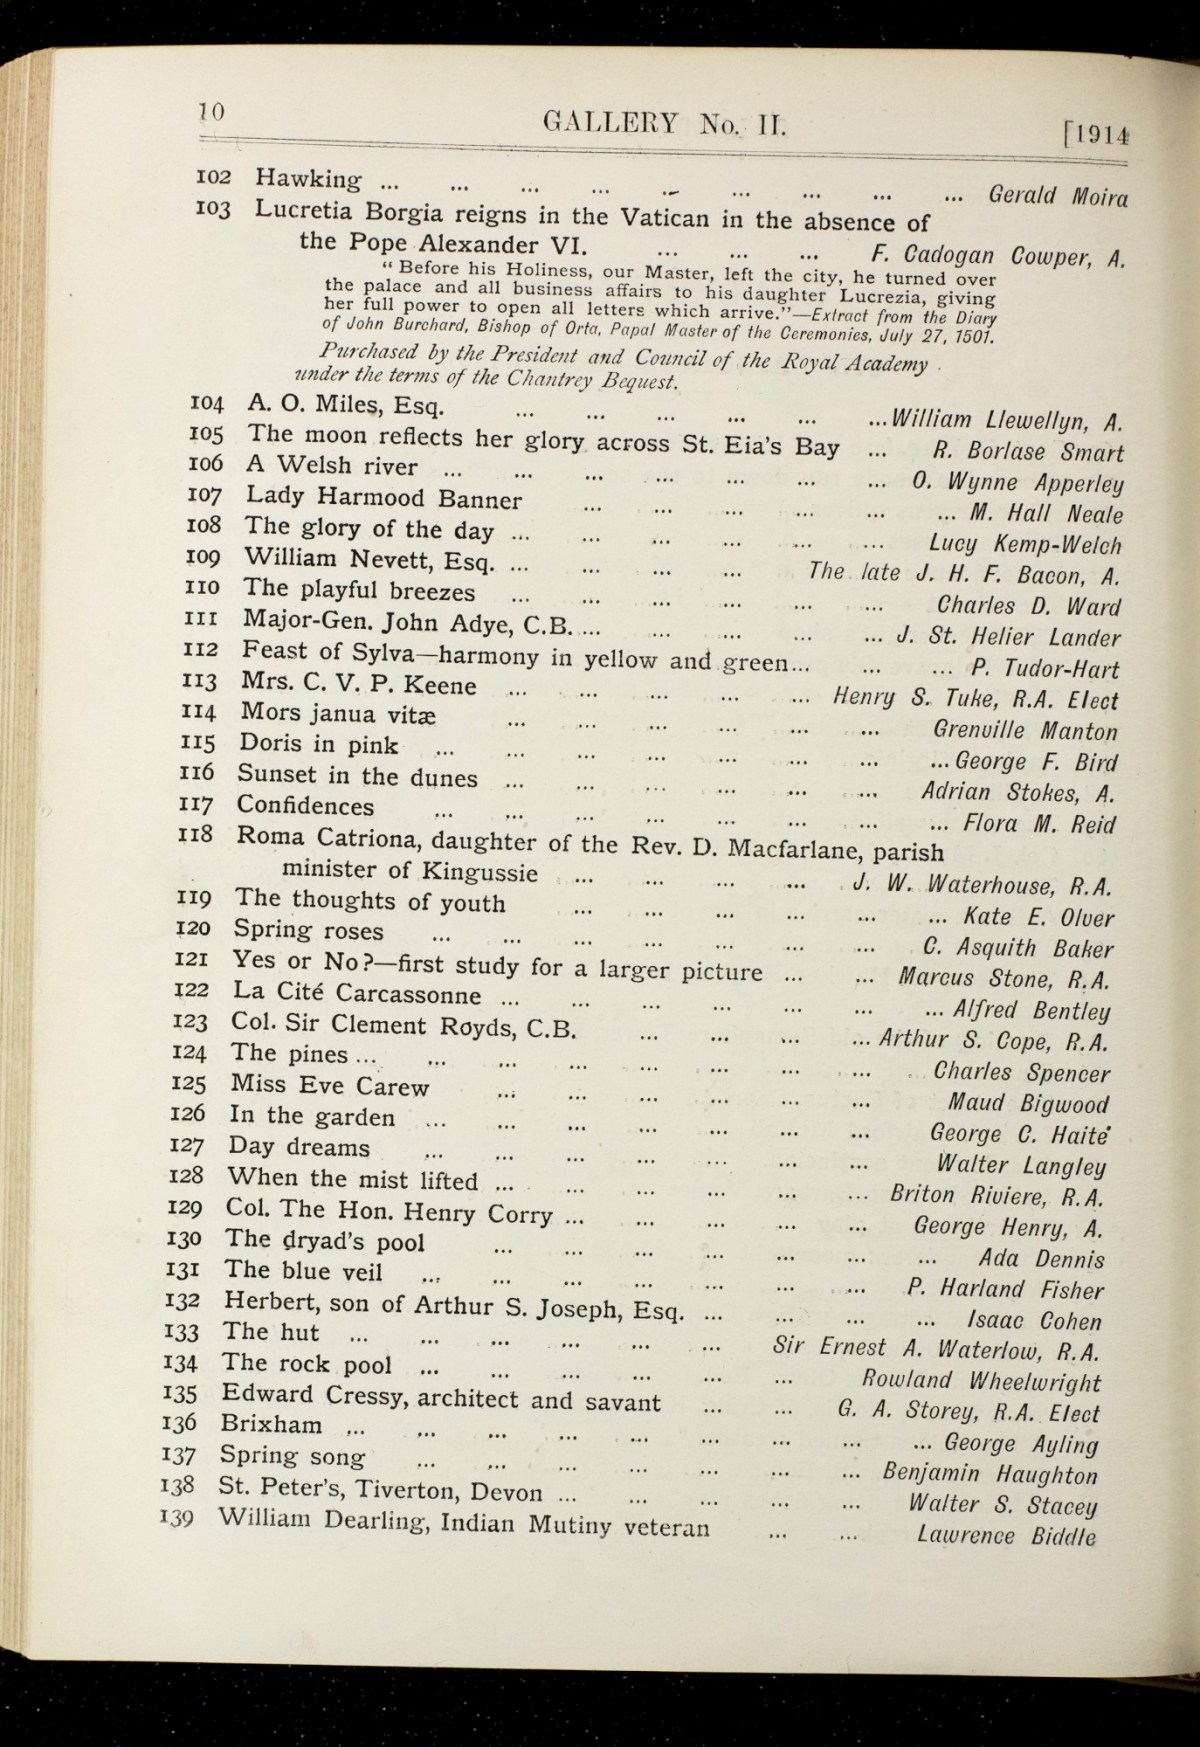 10 GALLERY No. II. [1914
102 Hawking ... ... ... ... ... ... ... ... ... Gerald Moira
103 Lucretia Borgia reigns in the Vatican in the absence of
the Pope Alexander VI. ... ... ... F. Cadogan Cowper, A.
“Before his Holiness, our Master, left the city, he turned over
the palace and all business affairs to his daughter Lucrezia, giving
her full power to open all letters which arrive.”—Extract from the Diary
of John Burchard, Bishop of Orta, Papal Master of the Ceremonies, July 27, 1501.
Purchased by the President and Council of the Royal Academy
under the terms of the Chantrey Bequest.
104 A. O. Miles, Esq. ... ... ... ... ... ... William Llewellyn, A.
105 The moon reflects her glory across St. Eia's Bay ... R. Borlase Smart
106 A Welsh river ... ... ... ... ... ... ... O. Wynne Apperley
107 Lady Harmood Banner ... ... ... ... ... ... M. Hall Neale
108 The glory of the day ... ... ... ... ... ... Lucy Kemp-Welch
109 William Nevett, Esq. ... ... ... ... The late J. H. F. Bacon, A.
110 The playful breezes ... ... ... ... ... ... Charles D. Ward
111 Major-Gen. John Adye, C.B. ... ... ... ... ... J. St. Helier Lander
112 Feast of Sylva—harmony in yellow and green... ... ... P. Tudor-Hart
113 Mrs. C. V. P. Keene ... ... ... ... ... Henry S. Tuke, R.A. Elect
114 Mors janua vitæ ... ... ... ... ... ... Grenville Manton
115 Doris in pink ... ... ... ... ... ... ... ... George F. Bird
116 Sunset in the dunes ... ... ... ... ... ... Adrian Stokes, A.
117 Confidences ... ... ... ... ... ... ... ... Flora M. Reid
118 Roma Catriona, daughter of the Rev. D. Macfarlane, parish
minister of Kingussie ... ... ... ... J. W. Waterhouse, R.A.
119 The thoughts of youth ... ... ... ... ... ... Kate E. Olver
120 Spring roses ... ... ... ... ... ... ... C. Asquith Baker
121 Yes or No?—first study for a larger picture ... ... Marcus Stone, R.A.
122 La Cité Carcassonne ... ... ... ... ... ... ... Alfred Bentley
123 Col. Sir Clement Royds, C.B. ... ... ... ... Arthur S. Cope, R.A.
124 The pines ... ... ... ... ... ... ... ... Charles Spencer
125 Miss Eve Carew ... ... ... ... ... ... Maud Bigwood
126 In the garden ... ... ... ... ... ... ... George C. Haité
127 Day dreams ... ... ... ... ... ... ... Walter Langley
128 When the mist lifted ... ... ... ... ... ... Briton Riviere, R.A.
129 Col. The Hon. Henry Corry ... ... ... ... ... George Henry, A.
130 The dryad's pool ... ... ... ... ... ... ... Ada Dennis
131 The blue veil ... ... ... ... ... ... ... P. Harland Fisher
132 Herbert, son of Arthur S. Joseph, Esq. ... ... ... ... Isaac Cohen
133 The hut ... ... ... ... ... ... Sir Ernest A. Waterlow, R.A.
134 The rock pool ... ... ... ... ... ... Rowland Wheelwright
135 Edward Cressy, architect and savant ... ... G. A. Storey, R.A. Elect
136 Brixham ... ... ... ... ... ... ... ... ... George Ayling
137 Spring song ... ... ... ... ... ... ... Benjamin Haughton
138 St. Peter's, Tiverton, Devon ... ... ... ... ... Walter S. Stacey
139 William Dearling, Indian Mutiny veteran ... ... Lawrence Biddle